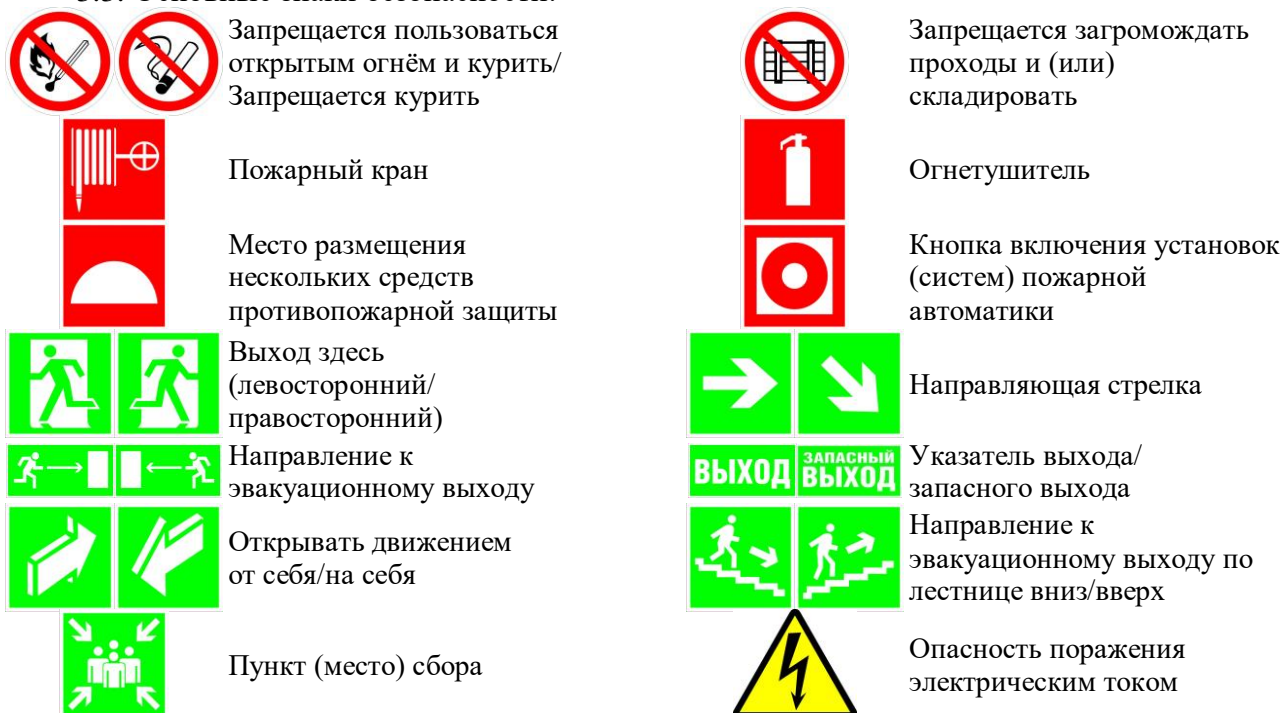 Запрещается пользоваться
открытым огнём и курить/
Запрещается курить
Запрещается загромождать
проходы и (или)
складировать
Пожарный кран
Огнетушитель
Место размещения
нескольких средств
противопожарной защиты
Кнопка включения установок
(систем) пожарной
автоматики
Выход здесь
(левосторонний/
правосторонний)
Направляющая стрелка
Направление к
эвакуационному выходу
ВЫХОД
ЗАПАСНЫЙ
ВЫХОД
Указатель выхода/
запасного выхода
Открывать движением
от себя/на себя
Направление к
эвакуационному выходу по
лестнице вниз/вверх
Пункт (место) сбора
Опасность поражения
электрическим током